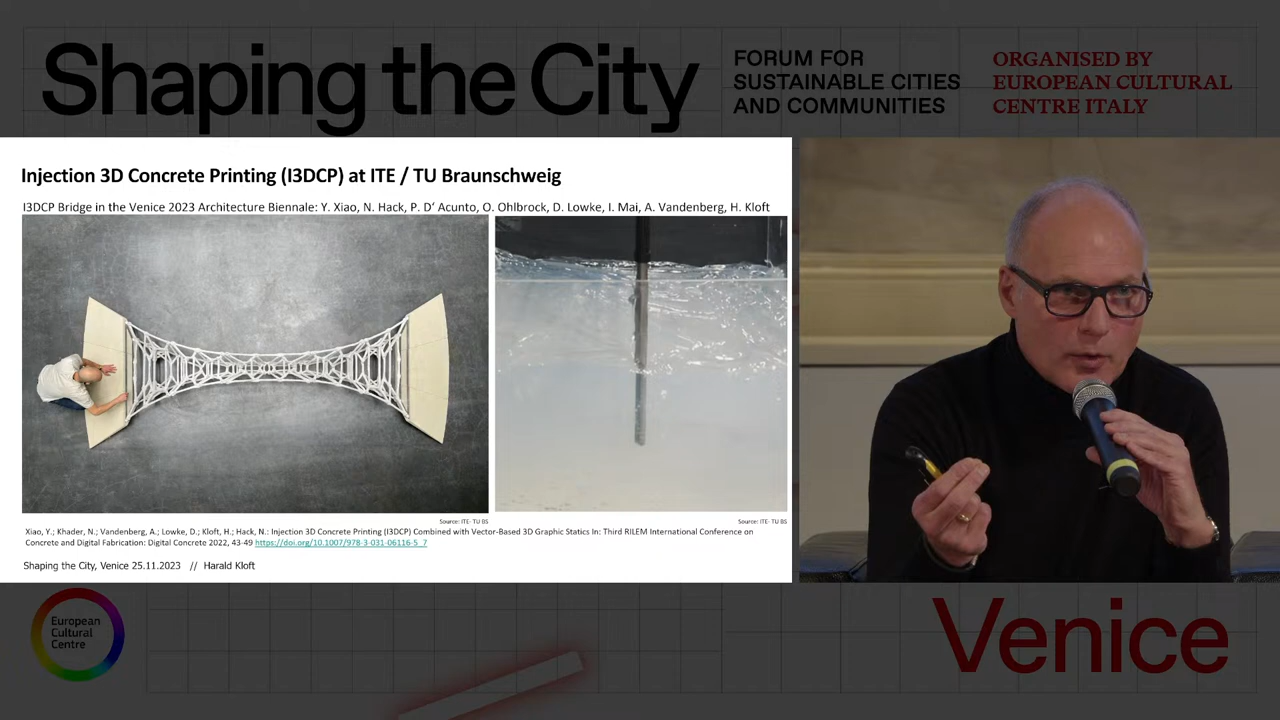 Shaping the City
FORUM FOR
SUSTAINABLE CITIES
AND COMMUNITIES
ORGANISED BY
EUROPEAN CULTURAL
CENTRE ITALY
Injection 3D Concrete Printing (I3DCP) at ITE / TU Braunschweig
I3DCP Bridge in the Venice 2023 Architecture Biennale: Y. Xiao, N. Hack, P. D‘ Acunto, O. Ohlbrock, D. Lowke, I. Mai, A. Vandenberg, H. Kloft
Source: ITE- TU BS
Source: ITE- TU BS
Xiao, Y.; Khader, N.; Vandenberg, A.; Lowke, D.; Kloft, H.; Hack, N.: Injection 3D Concrete Printing (I3DCP) Combined with Vector-Based 3D Graphic Statics In: Third RILEM International Conference on
Concrete and Digital Fabrication: Digital Concrete 2022, 43-49 https://doi.org/10.1007/978-3-031-06116-5_7
Shaping the City, Venice 25.11.2023 // Harald Kloft
European
Cultural
Centre
Venice